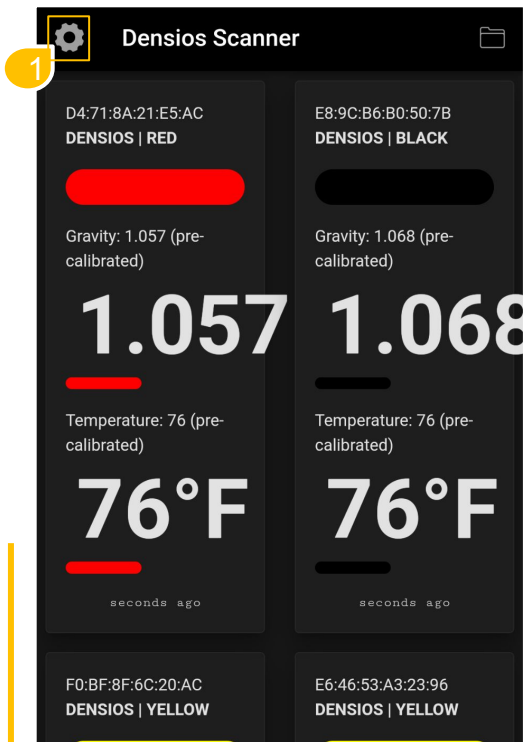 1
Densios Scanner
D4:71:8A:21:E5:AC
DENSIOS | RED
Gravity: 1.057 (pre-
calibrated)
1.057
Temperature: 76 (pre-
calibrated)
76°F
seconds ago
E8:9C:B6:B0:50:7B
DENSIOS | BLACK
Gravity: 1.068 (pre-
calibrated)
1.068
Temperature: 76 (pre-
calibrated)
76°F
seconds ago
F0:BF:8F:6C:20:AC
DENSIOS | YELLOW
E6:46:53:A3:23:96
DENSIOS | YELLOW